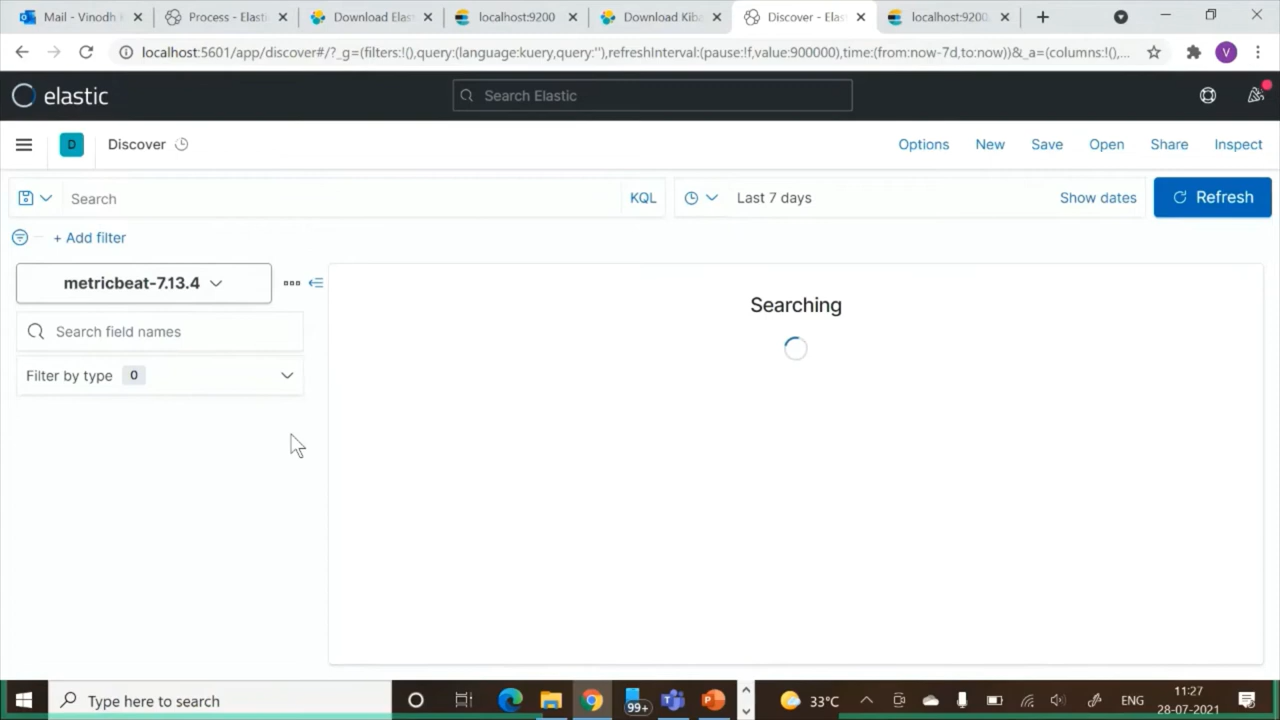 Mail - Vinodh K
Process - Elasti
Download Elas
localhost:9200
Download Kiba
Discover - Elas
localhost:9200
localhost:5601/app/discover#/?_g=(filters:!(),query:(language:kuery,query:''),refreshInterval:(pause:!f,value:900000),time:(from:now-7d,to:now))&_a=(columns:!(),...
V
elastic
Search Elastic
D
Discover
Options
New
Save
Open
Share
Inspect
Search
KQL
Last 7 days
Show dates
Refresh
+ Add filter
metricbeat-7.13.4
Searching
Search field names
Filter by type 0
Type here to search
99+
33°C
ENG
11:27
28-07-2021